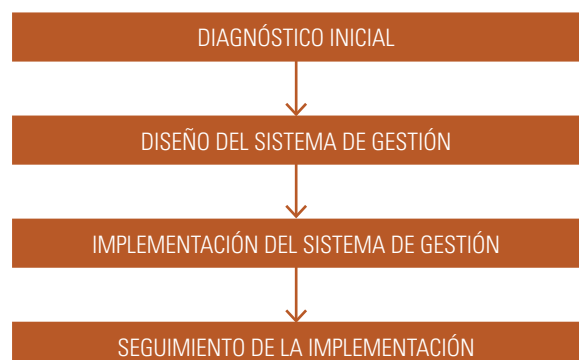 DIAGNÓSTICO INICIAL
DISEÑO DEL SISTEMA DE GESTIÓN
IMPLEMENTACIÓN DEL SISTEMA DE GESTIÓN
SEGUIMIENTO DE LA IMPLEMENTACIÓN